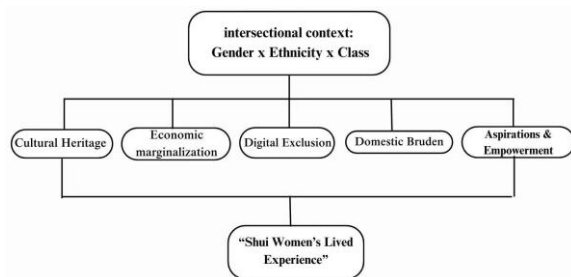 intersectional context:
Gender x Ethnicity x Class
Cultural Heritage
Economic
marginalization
Digital Exclusion
Domestic Bruden
Aspirations &
Empowerment
“Shui Women’s Lived
Experience”